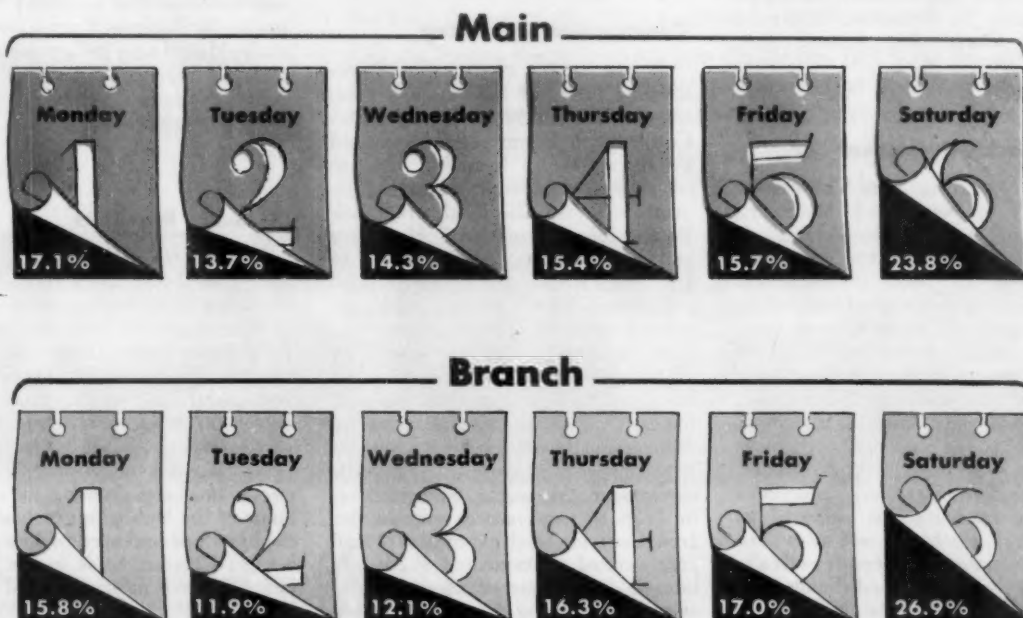 Main
Monday Tuesday Wednesday Thursday Friday Saturday
1 2 3 4 5 6
17.1% 13.7% 14.3% 15.4% 15.7% 23.8%
Branch
Monday Tuesday Wednesday Thursday Friday Saturday
1 2 3 4 5 6
15.8% 11.9% 12.1% 16.3% 17.0% 26.9%